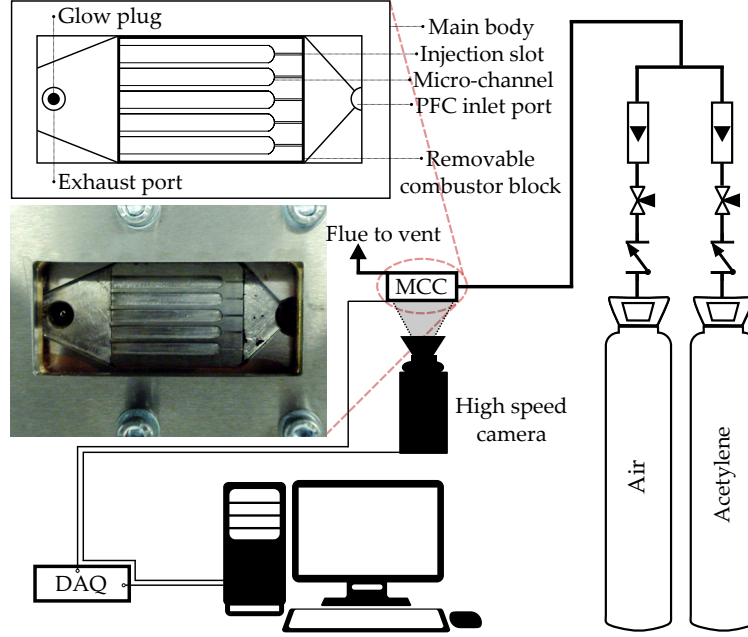 Glow plug
Main body
Injection slot
Micro-channel
PFC inlet port
Exhaust port
Removable
combustor block
Flue to vent
MCC
High speed
camera
Air
Acetylene
DAQ